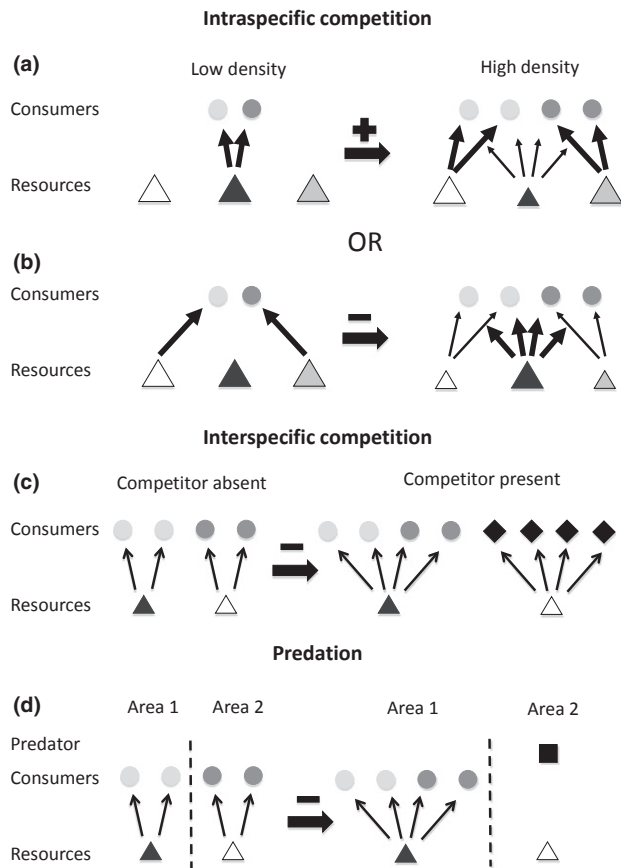 Intraspecific competition
(a)
Low density
High density
Consumers
Resources
OR
(b)
Consumers
Resources
Interspecific competition
(c)
Competitor absent
Competitor present
Consumers
Resources
Predation
(d)
Area 1
Area 2
Area 1
Area 2
Predator
Consumers
Resources